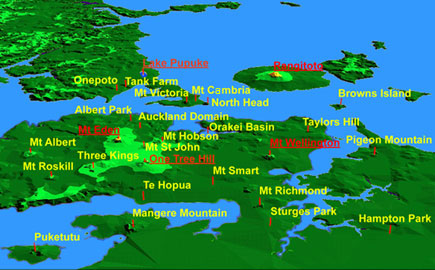 Lake Pupuke
Rangitoto
Onepoto
Tank Farm
Mt Victoria
Mt Cambria
North Head
Browns Island
Albert Park
Auckland Domain
Orakei Basin
Taylors Hill
Mt Eden
Mt Hobson
Mt Albert
Mt St John
Mt Wellington
Pigeon Mountain
Three Kings
One Tree Hill
Mt Roskill
Mt Smart
Te Hopua
Mt Richmond
Mangere Mountain
Sturges Park
Hampton Park
Puketutu